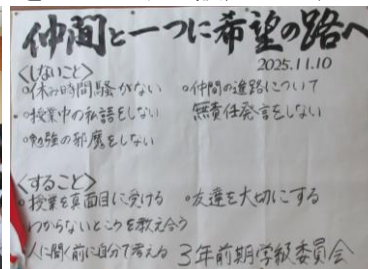 仲間と一つに希望の路へ
2025.11.10
<しないこと>
○休み時間騒がない ○仲間の進路について
○授業中の私語をしない 無責任発言をしない
○勉強の邪魔をしない
<すること>
○授業を真面目に受ける ○友達を大切にする
わからないところを教え合う
人に聞く前に自分で考える 3年前期学級委員会